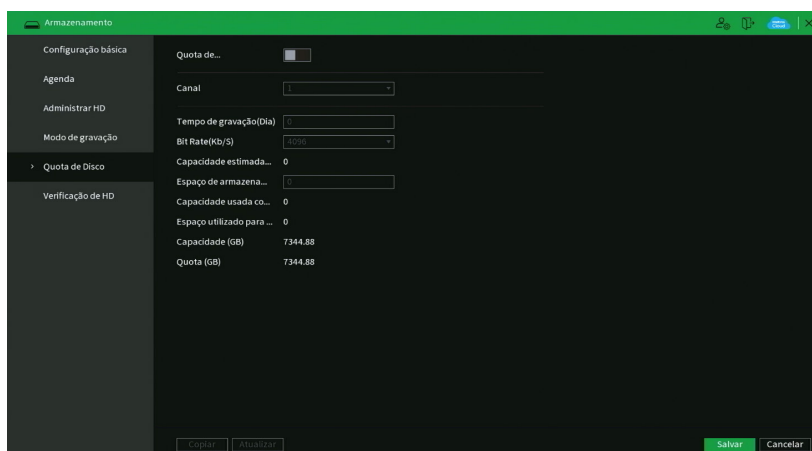 Armazenamento
Configuração básica
Agenda
Administrar HD
Modo de gravação
Quota de Disco
Verificação de HD
Quota de...
Canal 1
Tempo de gravação(Dia) 0
Bit Rate(Kb/S) 4096
Capacidade estimada... 0
Espaço de armazena... 0
Capacidade usada co... 0
Espaço utilizado para ... 0
Capacidade (GB) 7344.88
Quota (GB) 7344.88
Copiar Atualizar Salvar Cancelar